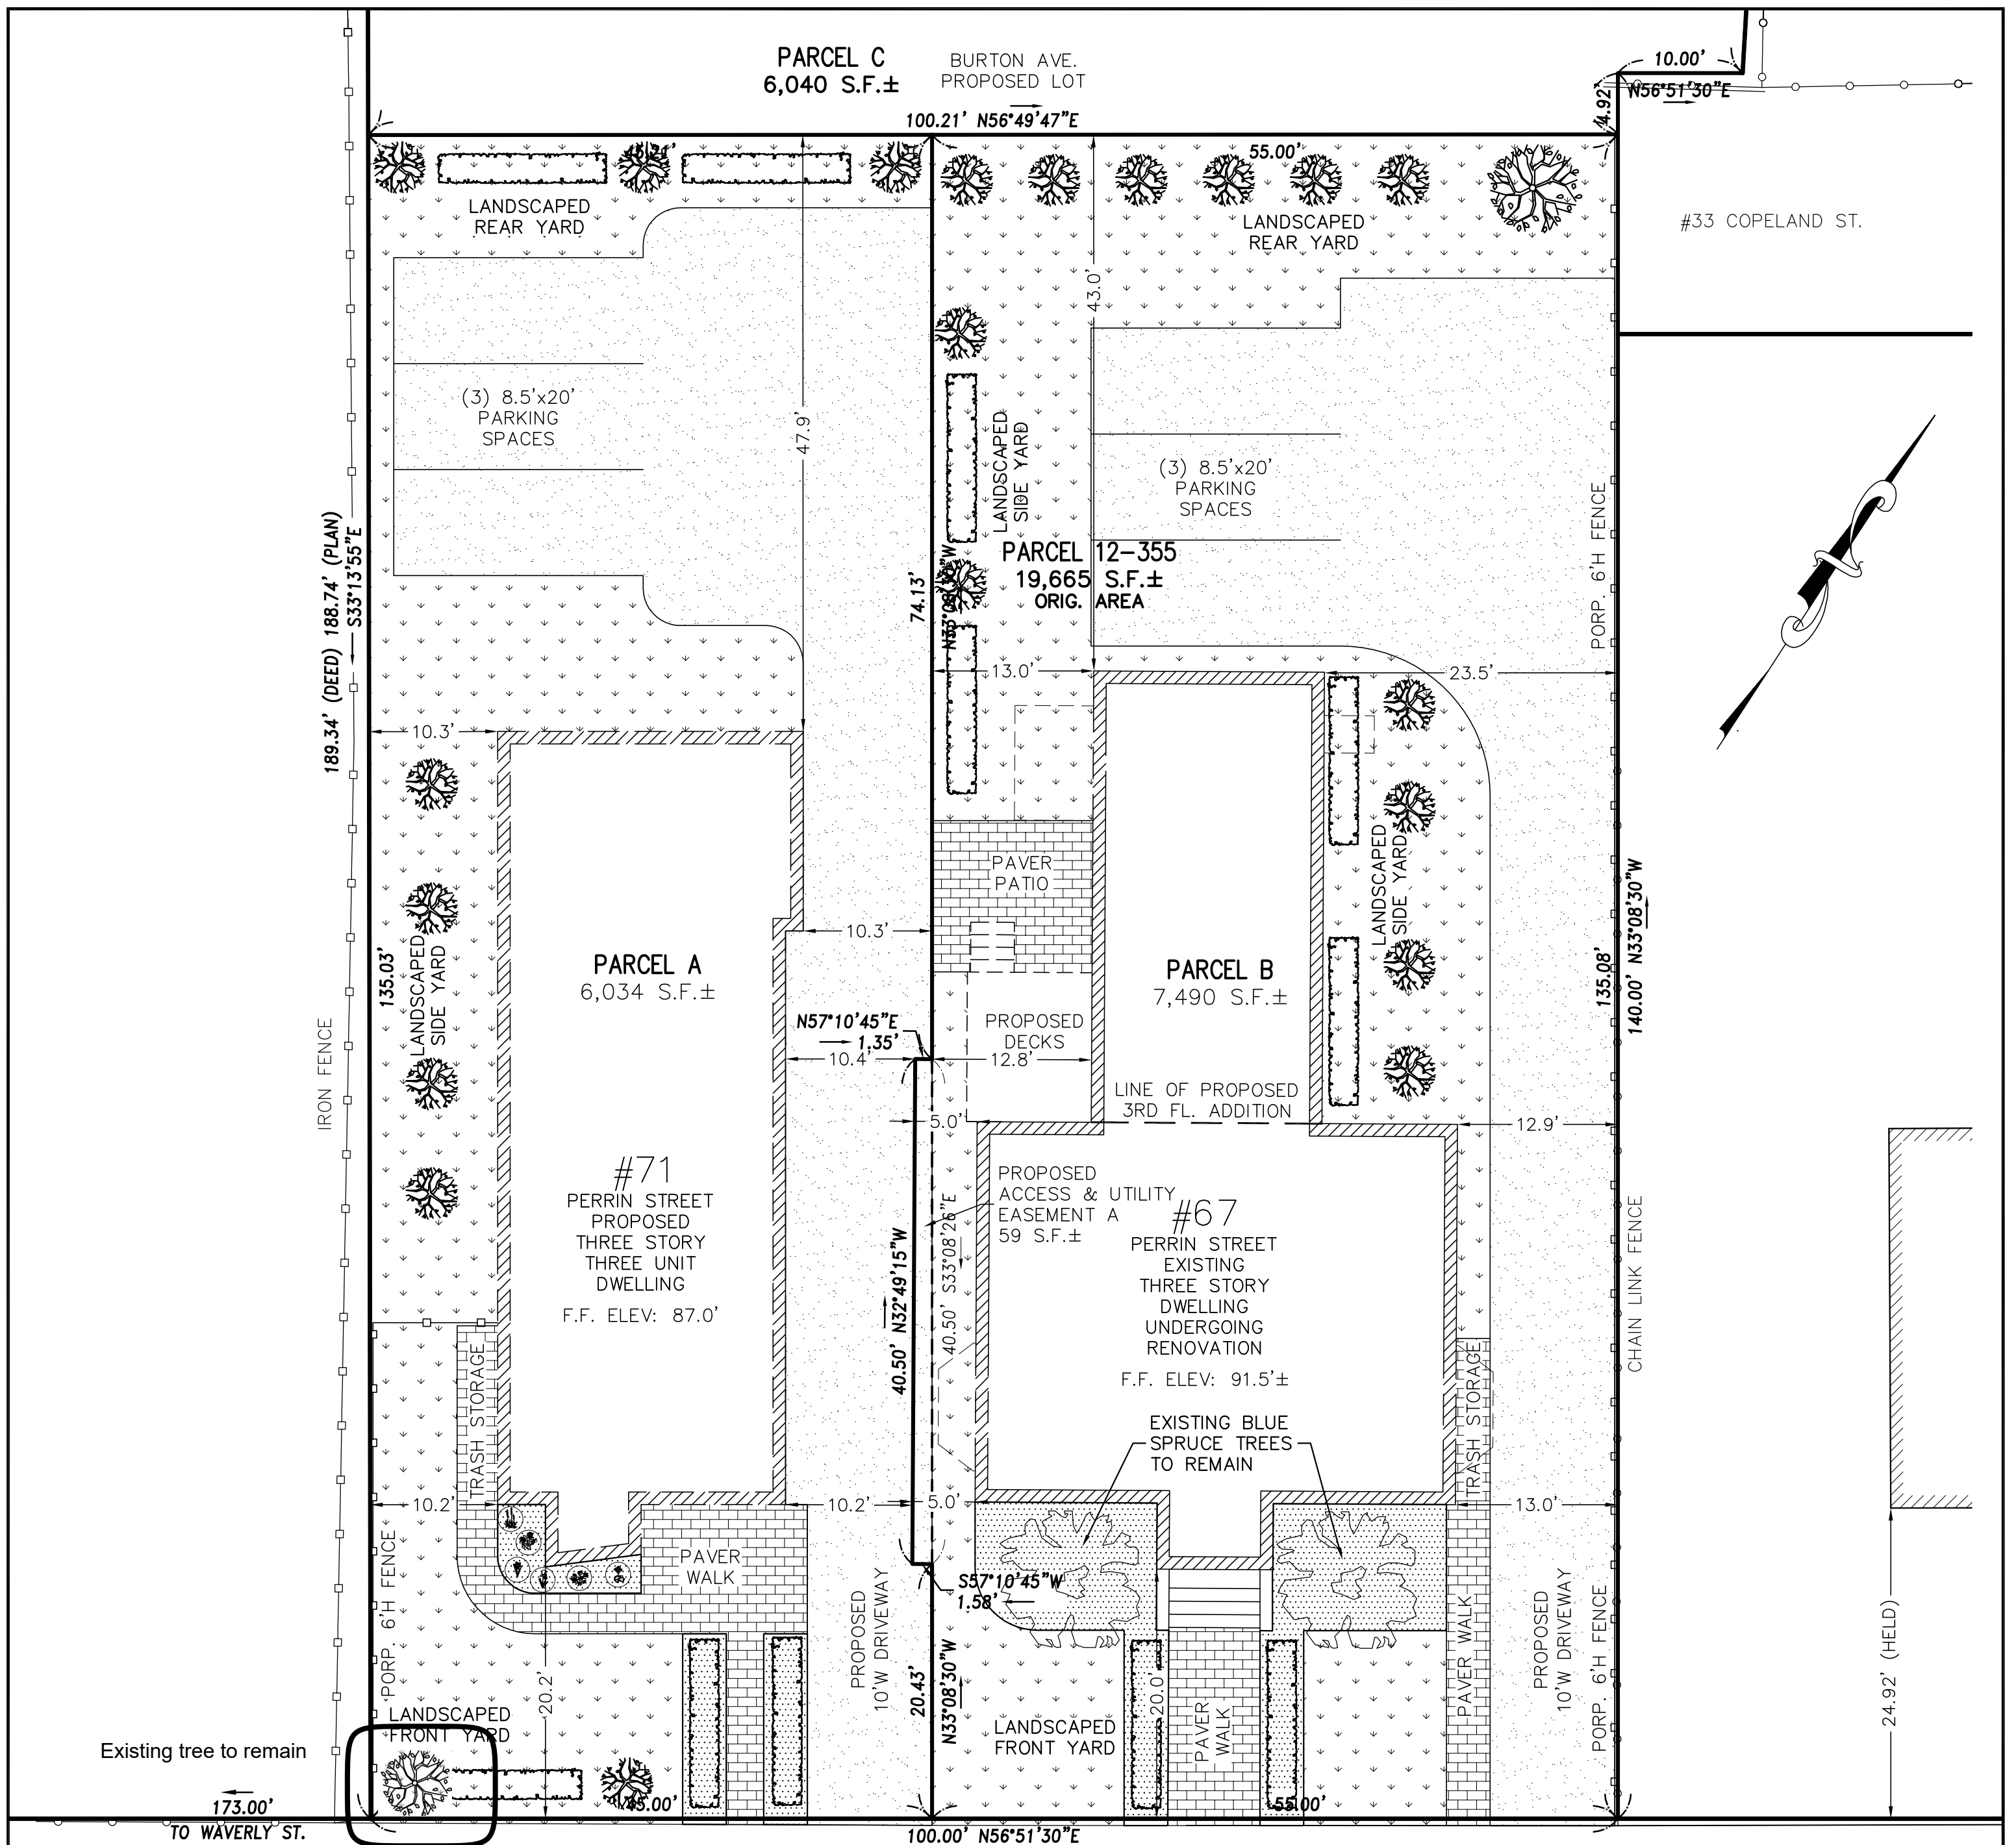 PARCEL C
6,040 S.F.±
BURTON AVE.
PROPOSED LOT
100.21' N56°49'47"E
10.00'
N56°51'30"E
4.92'
55.00'
#33 COPELAND ST.
LANDSCAPED
REAR YARD
LANDSCAPED
REAR YARD
43.0'
47.9'
(3) 8.5'x20'
PARKING
SPACES
(3) 8.5'x20'
PARKING
SPACES
LANDSCAPED
SIDE YARD
189.34' (DEED) 188.74' (PLAN)
S33°13'55"E
PORP. 6'H FENCE
PARCEL 12-355
19,665 S.F.±
ORIG. AREA
74.13'
N33°08'30"W
13.0'
23.5'
10.3'
PAVER
PATIO
LANDSCAPED
SIDE YARD
10.3'
PARCEL A
6,034 S.F.±
PARCEL B
7,490 S.F.±
135.03'
LANDSCAPED
SIDE YARD
135.08'
140.00' N33°08'30"W
IRON FENCE
N57°10'45"E
1.35'
10.4'
PROPOSED
DECKS
12.8'
LINE OF PROPOSED
3RD FL. ADDITION
5.0'
12.9'
#71
PERRIN STREET
PROPOSED
THREE STORY
THREE UNIT
DWELLING
F.F. ELEV: 87.0'
PROPOSED
ACCESS & UTILITY
EASEMENT A
59 S.F.±
#67
PERRIN STREET
EXISTING
THREE STORY
DWELLING
UNDERGOING
RENOVATION
F.F. ELEV: 91.5'±
40.50' N32°49'15"W
40.50' S33°08'26"E
CHAIN LINK FENCE
TRASH STORAGE
TRASH STORAGE
EXISTING BLUE
SPRUCE TREES
TO REMAIN
10.2'
10.2'
5.0'
13.0'
PORP. 6'H FENCE
PAVER
WALK
S57°10'45"W
1.58'
PROPOSED
10'W DRIVEWAY
20.43'
N33°08'30"W
20.2'
20.0'
PAVER
WALK
PAVER WALK
PROPOSED
10'W DRIVEWAY
PORP. 6'H FENCE
24.92' (HELD)
LANDSCAPED
FRONT YARD
LANDSCAPED
FRONT YARD
Existing tree to remain
173.00'
TO WAVERLY ST.
45.00'
55.00'
100.00' N56°51'30"E